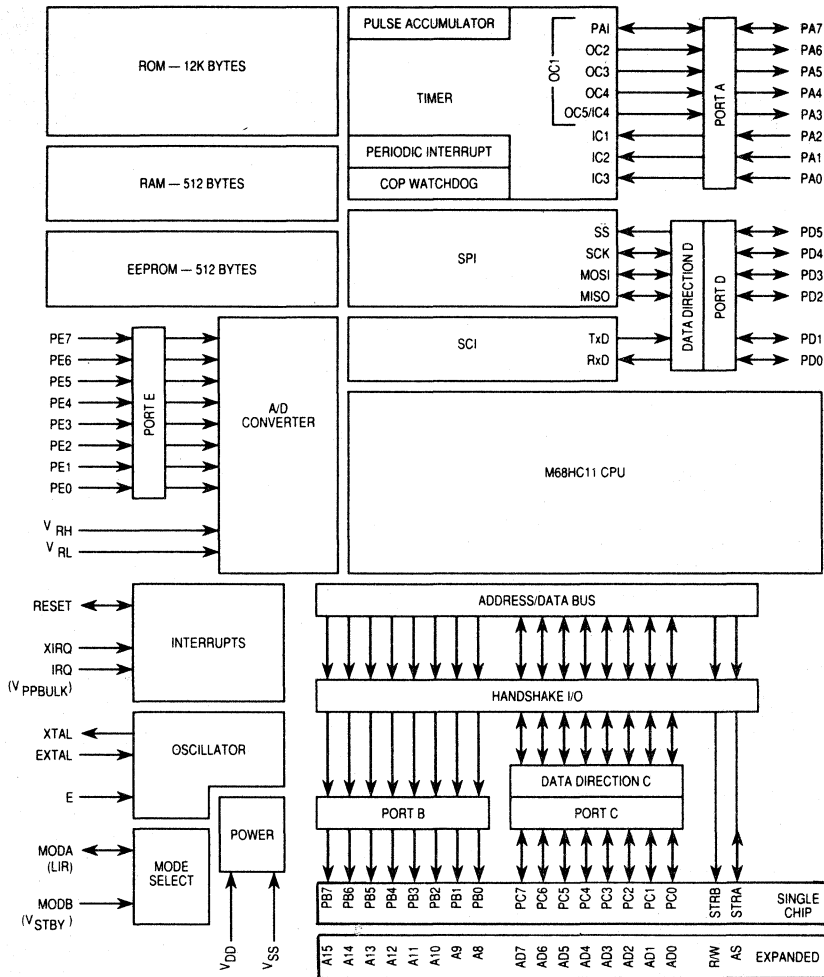 ROM — 12K BYTES
RAM — 512 BYTES
EEPROM — 512 BYTES
PULSE ACCUMULATOR
TIMER
PERIODIC INTERRUPT
COP WATCHDOG
OC1
PAI
OC2
OC3
OC4
OC5/IC4
IC1
IC2
IC3
PORT A
PA7
PA6
PA5
PA4
PA3
PA2
PA1
PA0
SPI
SS
SCK
MOSI
MISO
SCI
TxD
RxD
DATA DIRECTION D
PORT D
PD5
PD4
PD3
PD2
PD1
PD0
PE7
PE6
PE5
PE4
PE3
PE2
PE1
PE0
PORT E
A/D
CONVERTER
VRH
VRL
M68HC11 CPU
RESET
XIRQ
IRQ
(VPPBULK)
INTERRUPTS
XTAL
EXTAL
E
OSCILLATOR
MODA
(LIR)
MODB
(VSTBY)
MODE
SELECT
POWER
VDD
VSS
ADDRESS/DATA BUS
HANDSHAKE I/O
DATA DIRECTION C
PORT B
PORT C
PB7 PB6 PB5 PB4 PB3 PB2 PB1 PB0 PC7 PC6 PC5 PC4 PC3 PC2 PC1 PC0 STRB STRA
SINGLE
CHIP
A15 A14 A13 A12 A11 A10 A9 A8 AD7 AD6 AD5 AD4 AD3 AD2 AD1 AD0 R/W AS
EXPANDED